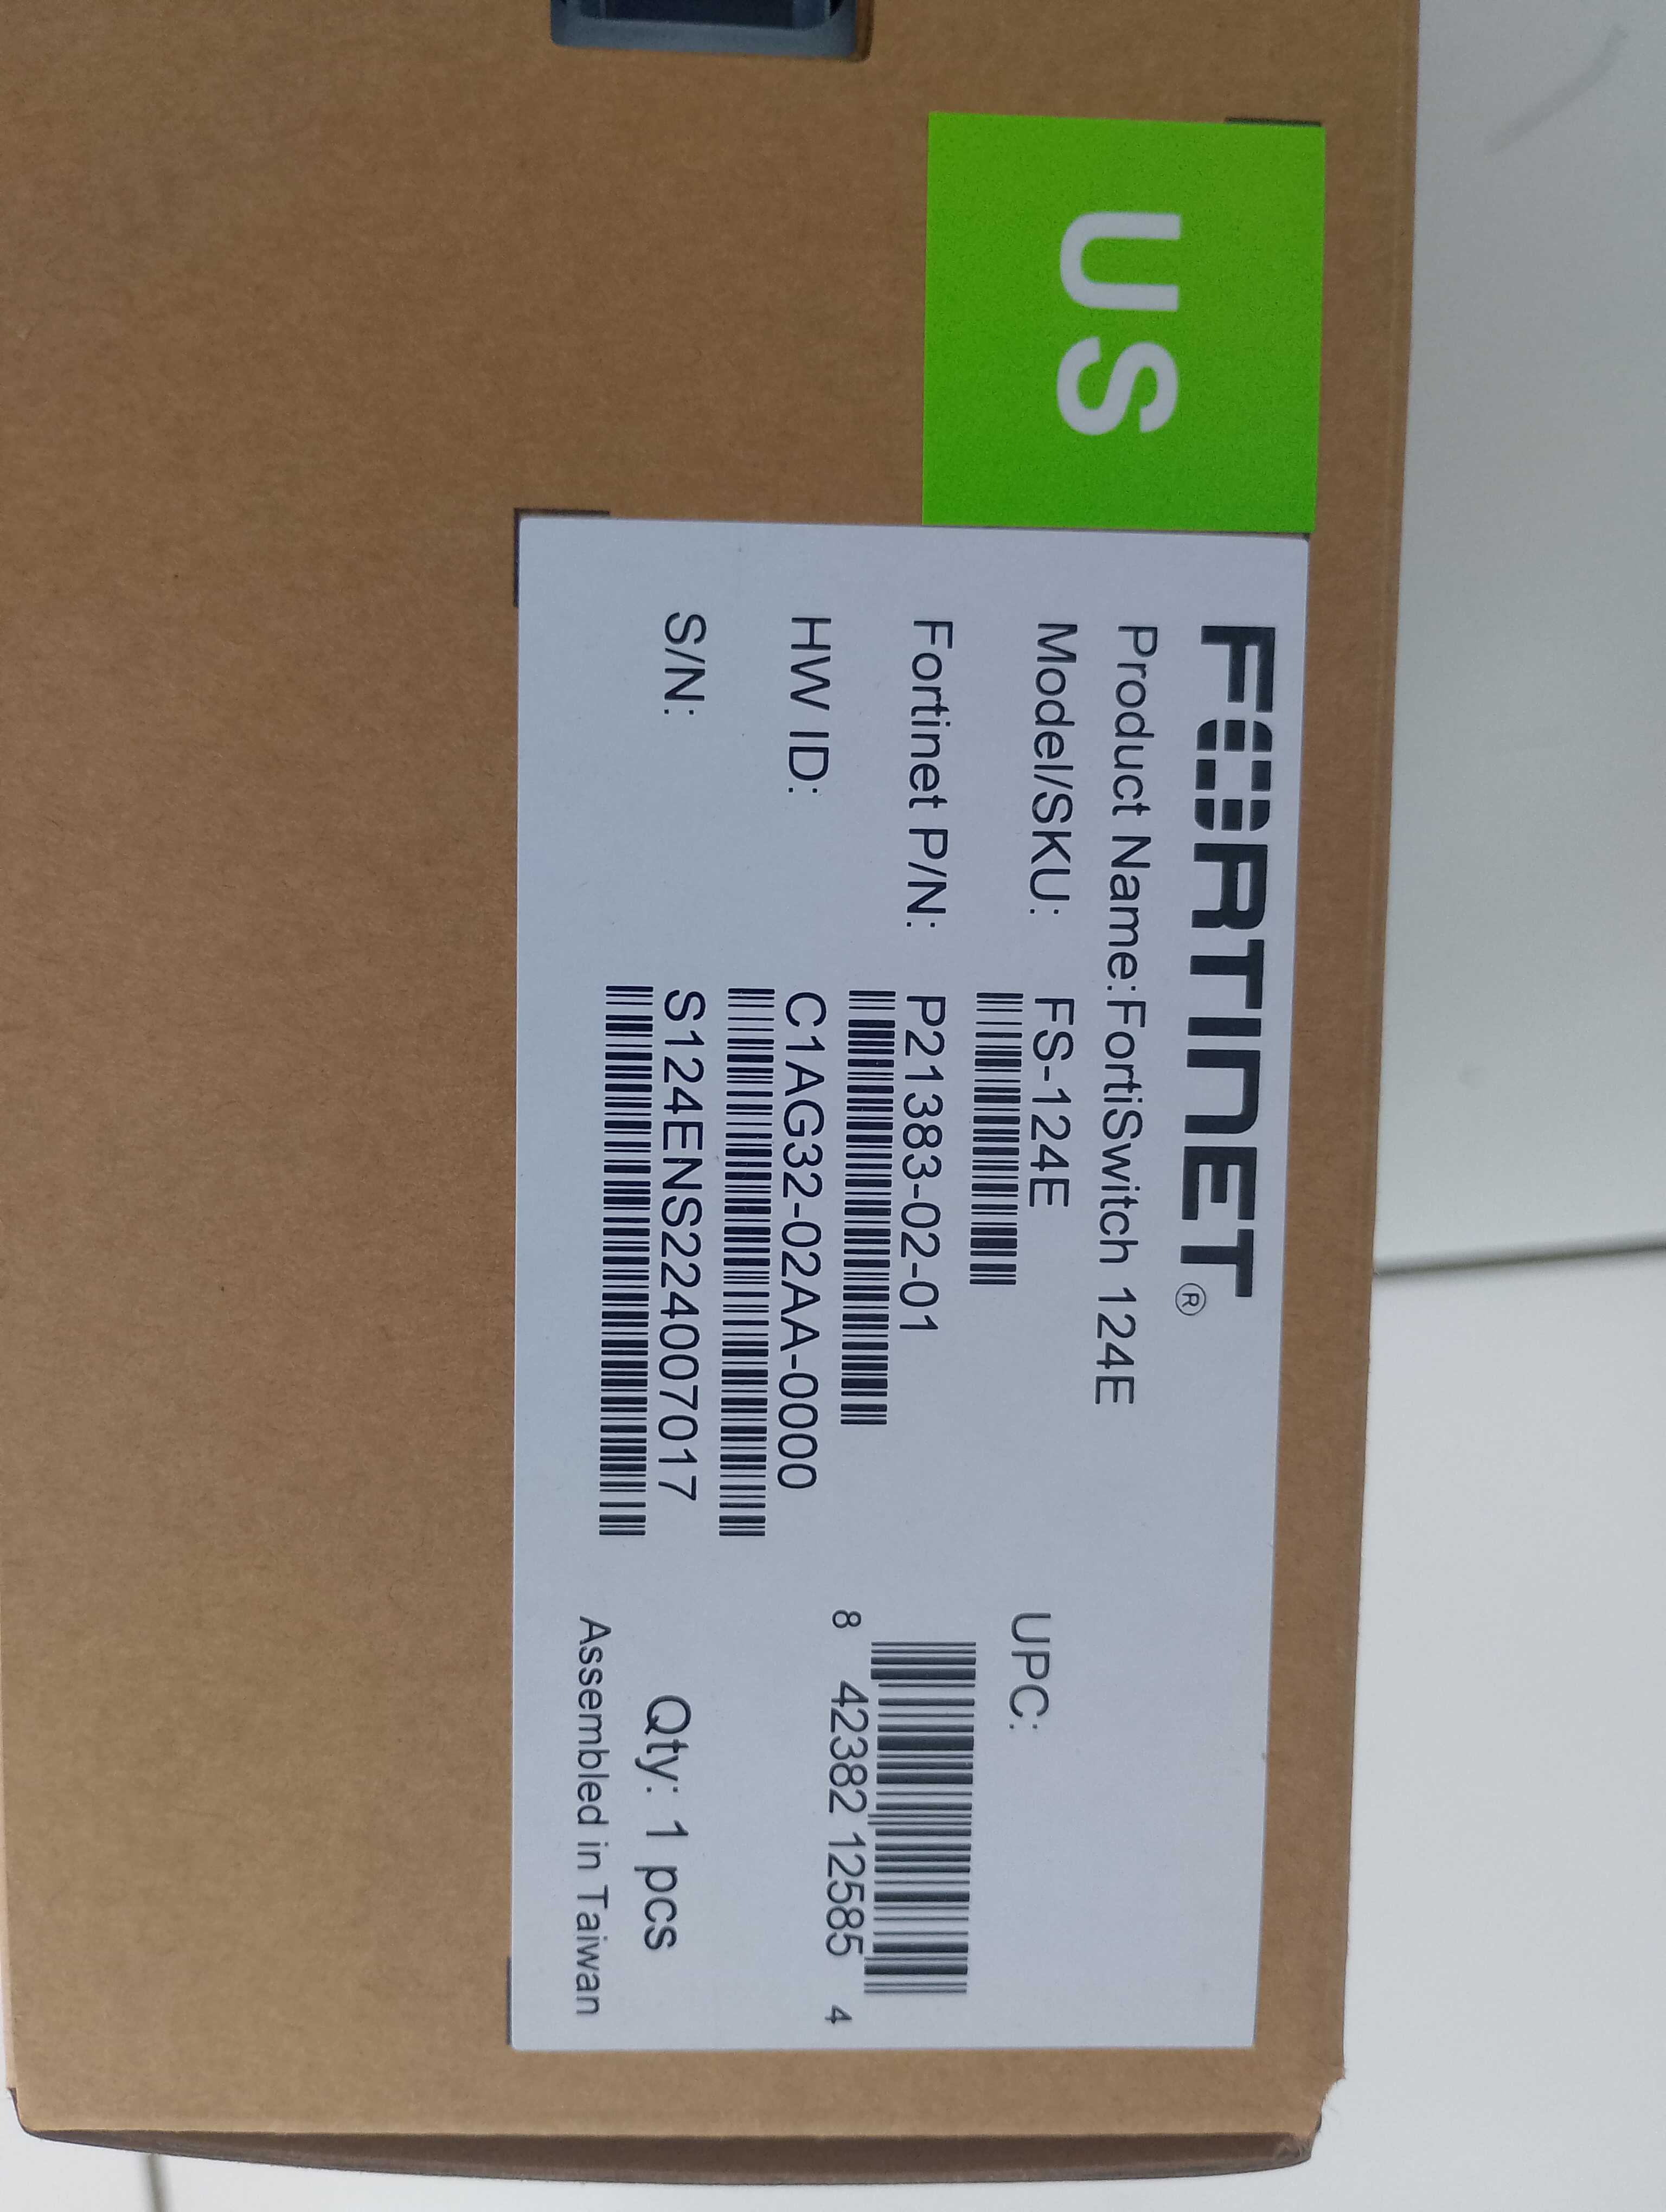 US
FORTINET®
Product Name:FortiSwitch 124E
Model/SKU: FS-124E
Fortinet P/N: P21383-02-01
HW ID: C1AG32-02AA-0000
S/N: S124ENS224007017
UPC:
8 42382 12585 4
Qty: 1 pcs
Assembled in Taiwan